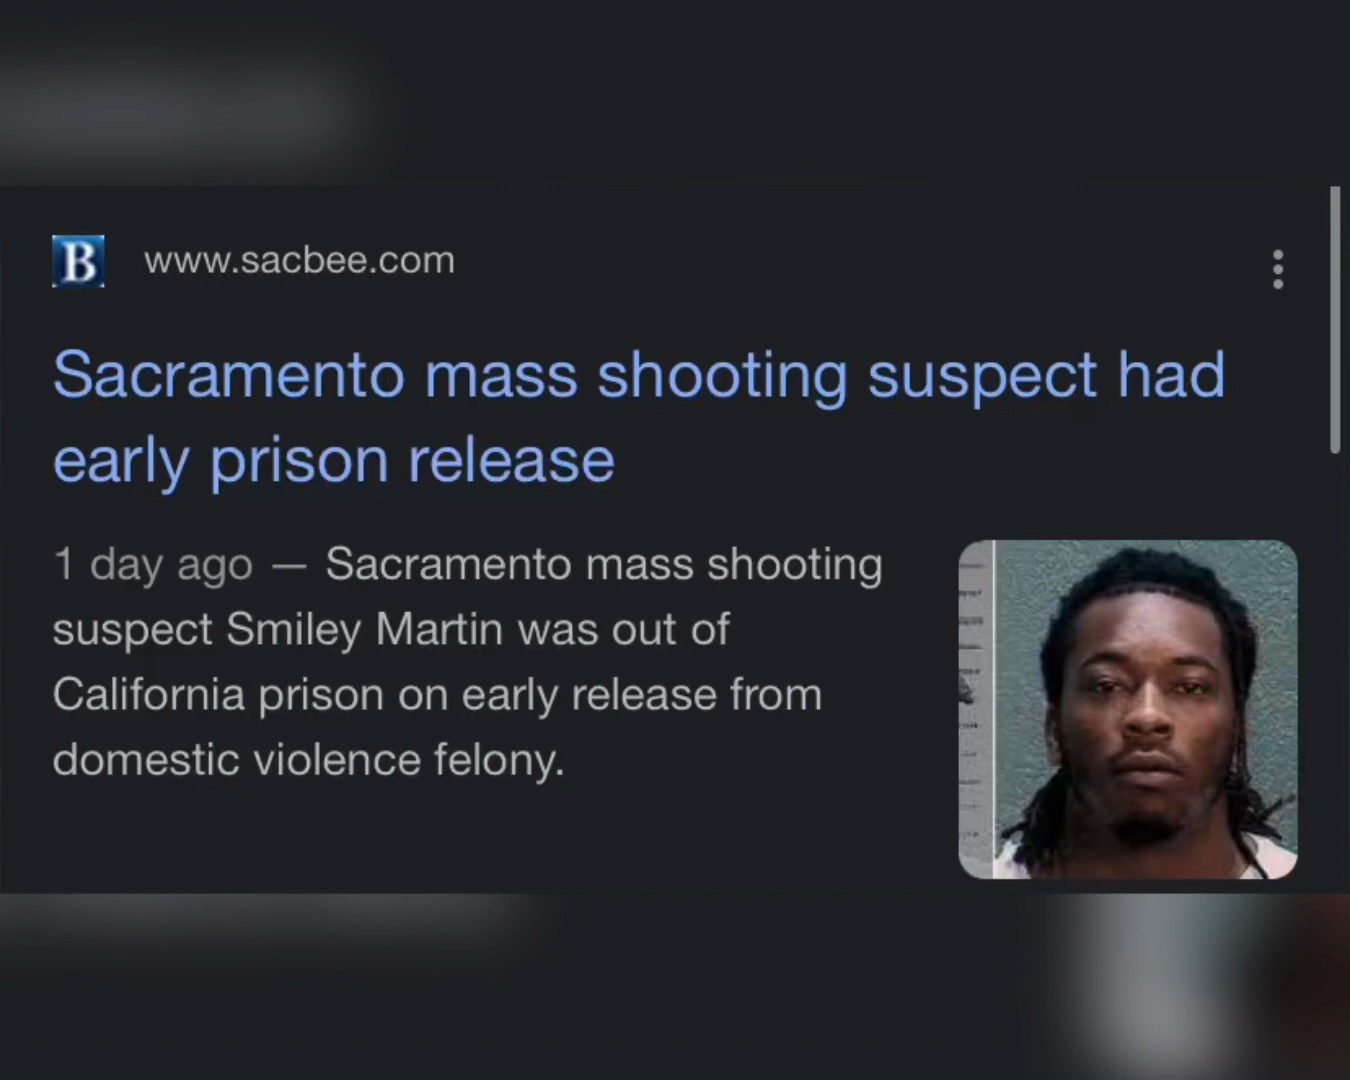 B
www.sacbee.com
Sacramento mass shooting suspect had
early prison release
1 day ago — Sacramento mass shooting
suspect Smiley Martin was out of
California prison on early release from
domestic violence felony.